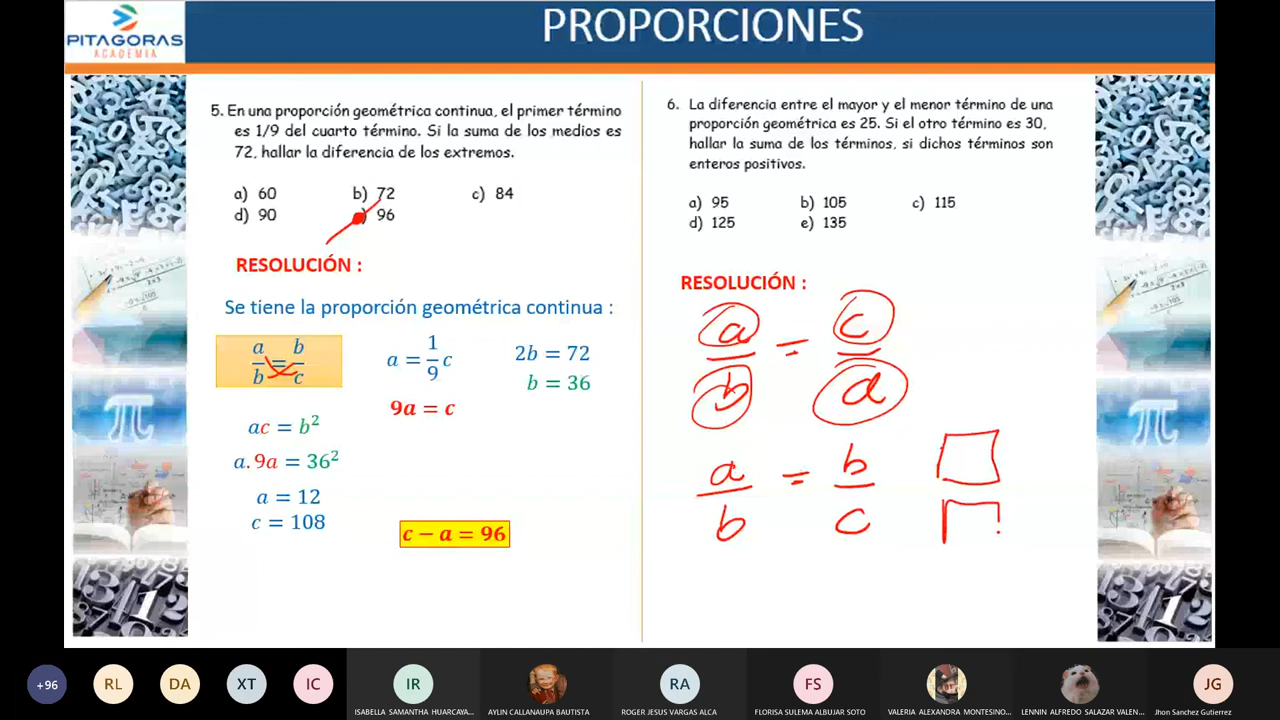 PITAGORAS
ACADEMIA
PROPORCIONES
5. En una proporción geométrica continua, el primer término
es 1/9 del cuarto término. Si la suma de los medios es
72, hallar la diferencia de los extremos.
a) 60 b) 72 c) 84
d) 90 ) 96
RESOLUCIÓN :
Se tiene la proporción geométrica continua :
a/b = b/c
a = 1/9 c
2b = 72
b = 36
9a = c
ac = b²
a. 9a = 36²
a = 12
c = 108
c − a = 96
6. La diferencia entre el mayor y el menor término de una
proporción geométrica es 25. Si el otro término es 30,
hallar la suma de los términos, si dichos términos son
enteros positivos.
a) 95 b) 105 c) 115
d) 125 e) 135
RESOLUCIÓN :
a/b = c/d
a/b = b/c
+96 RL DA XT IC IR RA FS JG
ISABELLA SAMANTHA HUARCAYA... AYLIN CALLANAUPA BAUTISTA ROGER JESUS VARGAS ALCA FLORISA SULEMA ALBUJAR SOTO VALERIA ALEXANDRA MONTESINO... LENNIN ALFREDO SALAZAR VALEN... Jhon Sanchez Gutierrez